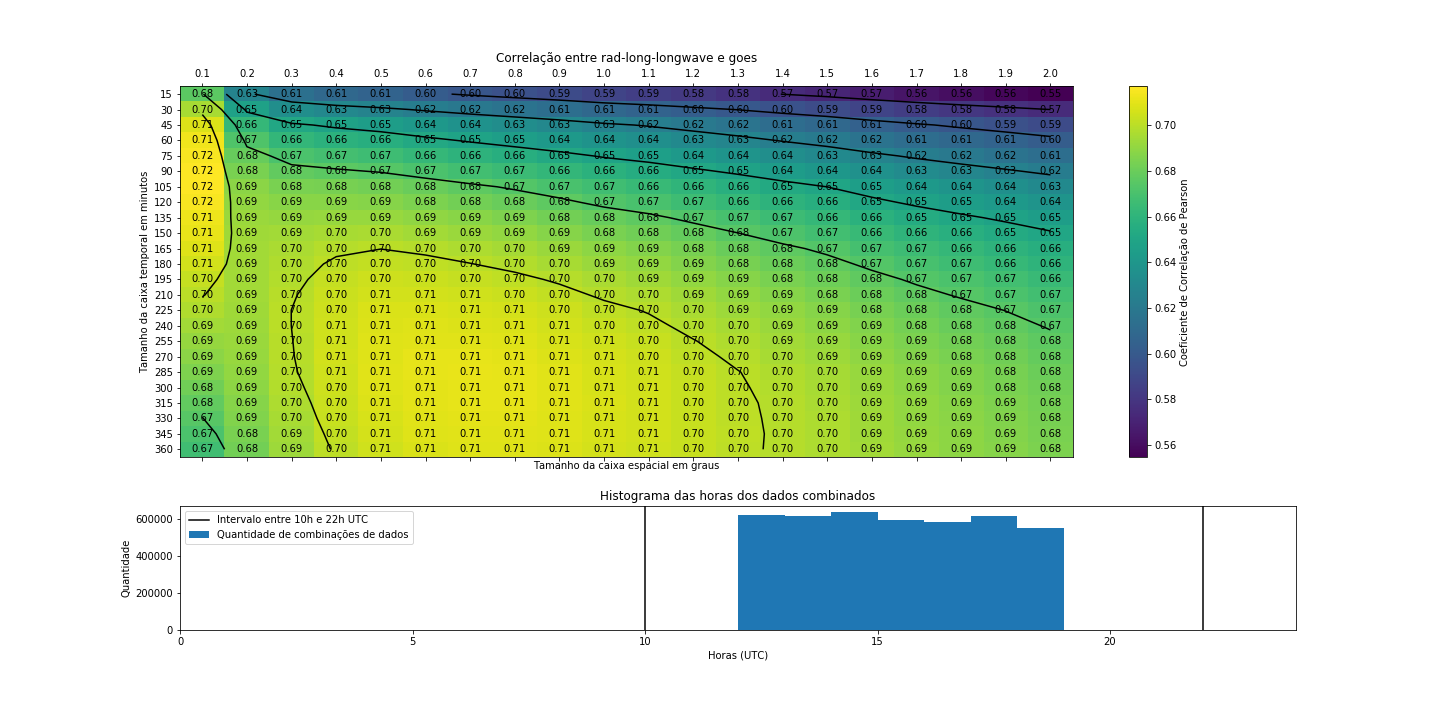 Correlação entre rad-long-longwave e goes
0.1 0.2 0.3 0.4 0.5 0.6 0.7 0.8 0.9 1.0 1.1 1.2 1.3 1.4 1.5 1.6 1.7 1.8 1.9 2.0
15 0.68 0.63 0.61 0.61 0.61 0.60 0.60 0.60 0.59 0.59 0.59 0.58 0.58 0.57 0.57 0.57 0.56 0.56 0.56 0.55
30 0.70 0.65 0.64 0.63 0.63 0.62 0.62 0.62 0.61 0.61 0.61 0.60 0.60 0.60 0.59 0.59 0.58 0.58 0.58 0.57
45 0.71 0.66 0.65 0.65 0.65 0.64 0.64 0.63 0.63 0.63 0.62 0.62 0.62 0.61 0.61 0.61 0.60 0.60 0.59 0.59
60 0.71 0.67 0.66 0.66 0.66 0.65 0.65 0.65 0.64 0.64 0.64 0.63 0.63 0.62 0.62 0.62 0.61 0.61 0.61 0.60
75 0.72 0.68 0.67 0.67 0.67 0.66 0.66 0.66 0.65 0.65 0.65 0.64 0.64 0.64 0.63 0.63 0.62 0.62 0.62 0.61
90 0.72 0.68 0.68 0.68 0.67 0.67 0.67 0.67 0.66 0.66 0.66 0.65 0.65 0.64 0.64 0.64 0.63 0.63 0.63 0.62
105 0.72 0.69 0.68 0.68 0.68 0.68 0.68 0.67 0.67 0.67 0.66 0.66 0.66 0.65 0.65 0.65 0.64 0.64 0.64 0.63
120 0.72 0.69 0.69 0.69 0.69 0.68 0.68 0.68 0.68 0.67 0.67 0.67 0.66 0.66 0.66 0.65 0.65 0.65 0.64 0.64
135 0.71 0.69 0.69 0.69 0.69 0.69 0.69 0.69 0.68 0.68 0.68 0.67 0.67 0.67 0.66 0.66 0.66 0.65 0.65 0.65
150 0.71 0.69 0.69 0.70 0.70 0.69 0.69 0.69 0.69 0.68 0.68 0.68 0.68 0.67 0.67 0.66 0.66 0.66 0.65 0.65
165 0.71 0.69 0.70 0.70 0.70 0.70 0.70 0.70 0.69 0.69 0.69 0.68 0.68 0.68 0.67 0.67 0.67 0.66 0.66 0.66
180 0.71 0.69 0.70 0.70 0.70 0.70 0.70 0.70 0.70 0.69 0.69 0.69 0.68 0.68 0.68 0.67 0.67 0.67 0.66 0.66
195 0.70 0.69 0.70 0.70 0.70 0.70 0.70 0.70 0.70 0.70 0.69 0.69 0.69 0.68 0.68 0.68 0.67 0.67 0.67 0.66
210 0.70 0.69 0.70 0.70 0.71 0.71 0.71 0.70 0.70 0.70 0.70 0.69 0.69 0.69 0.68 0.68 0.68 0.67 0.67 0.67
225 0.70 0.69 0.70 0.70 0.71 0.71 0.71 0.71 0.70 0.70 0.70 0.70 0.69 0.69 0.69 0.68 0.68 0.68 0.67 0.67
240 0.69 0.69 0.70 0.71 0.71 0.71 0.71 0.71 0.71 0.70 0.70 0.70 0.69 0.69 0.69 0.69 0.68 0.68 0.68 0.67
255 0.69 0.69 0.70 0.71 0.71 0.71 0.71 0.71 0.71 0.71 0.70 0.70 0.70 0.69 0.69 0.69 0.69 0.68 0.68 0.68
270 0.69 0.69 0.70 0.71 0.71 0.71 0.71 0.71 0.71 0.71 0.70 0.70 0.70 0.70 0.69 0.69 0.69 0.68 0.68 0.68
285 0.69 0.69 0.70 0.71 0.71 0.71 0.71 0.71 0.71 0.71 0.71 0.70 0.70 0.70 0.70 0.69 0.69 0.69 0.68 0.68
300 0.68 0.69 0.70 0.70 0.71 0.71 0.71 0.71 0.71 0.71 0.71 0.70 0.70 0.70 0.70 0.69 0.69 0.69 0.68 0.68
315 0.68 0.69 0.70 0.70 0.71 0.71 0.71 0.71 0.71 0.71 0.71 0.70 0.70 0.70 0.70 0.69 0.69 0.69 0.69 0.68
330 0.67 0.69 0.70 0.70 0.71 0.71 0.71 0.71 0.71 0.71 0.71 0.70 0.70 0.70 0.70 0.69 0.69 0.69 0.69 0.68
345 0.67 0.68 0.69 0.70 0.71 0.71 0.71 0.71 0.71 0.71 0.71 0.70 0.70 0.70 0.70 0.69 0.69 0.69 0.69 0.68
360 0.67 0.68 0.69 0.70 0.70 0.71 0.71 0.71 0.71 0.71 0.70 0.70 0.70 0.70 0.70 0.69 0.69 0.69 0.69 0.68
Tamanho da caixa temporal em minutos
Tamanho da caixa espacial em graus
0.70
0.68
0.66
0.64
0.62
0.60
0.58
0.56
Coeficiente de Correlação de Pearson
Histograma das horas dos dados combinados
Intervalo entre 10h e 22h UTC
Quantidade de combinações de dados
600000
400000
200000
0
Quantidade
0 5 10 15 20
Horas (UTC)